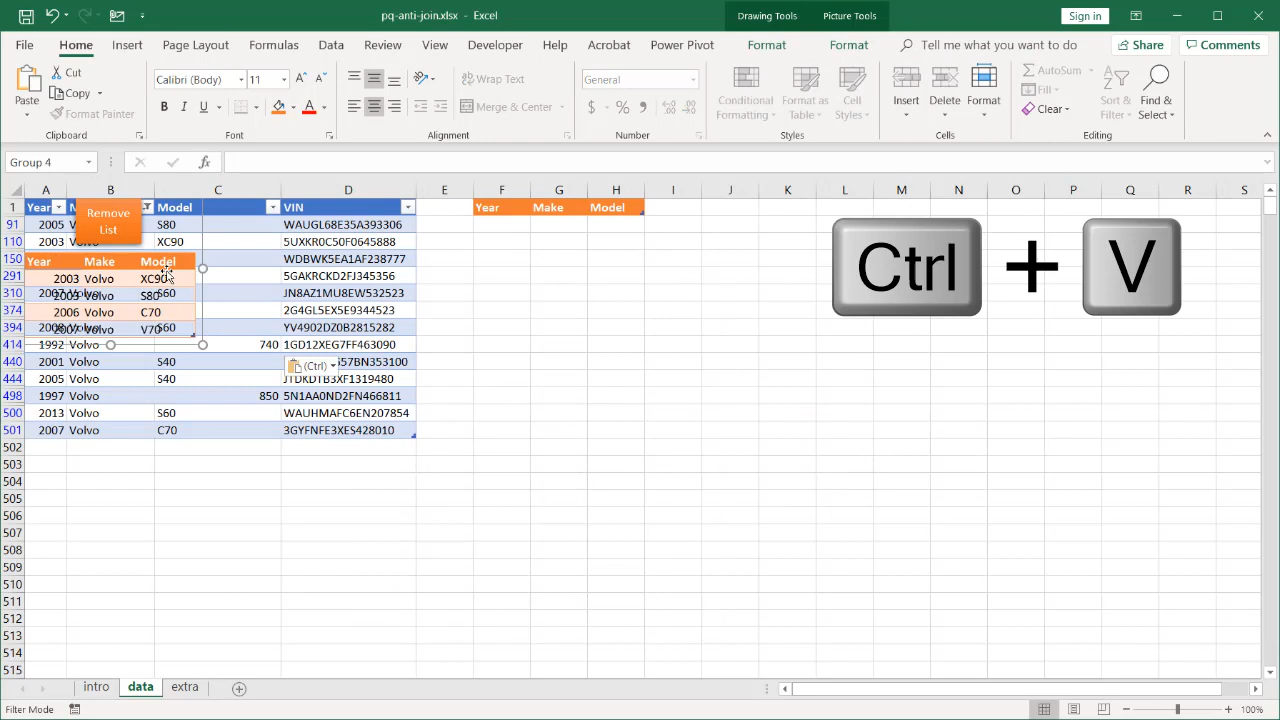 pq-anti-join.xlsx - Excel
Drawing Tools
Picture Tools
Sign in
File Home Insert Page Layout Formulas Data Review View Developer Help Acrobat Power Pivot Format Format Tell me what you want to do Share Comments
Paste
Cut
Copy
Format Painter
Clipboard
Calibri (Body) 11
B I U
Font
Wrap Text
Merge & Center
Alignment
General
$ % ,
Number
Conditional Formatting
Format as Table
Cell Styles
Styles
Insert
Delete
Format
Cells
AutoSum
Fill
Clear
Sort & Filter
Find & Select
Editing
Group 4 fx
A B C D E F G H I J K L M N O P Q R S
1 Year Model VIN Year Make Model
Remove
List
91 2005 S80 WAUGL68E35A393306
110 2003 XC90 5UXKR0C50F0645838
150 WDBWK5EA1AF238777
Year Make Model
291 5GAKRCKD2FJ345356
2003 Volvo XC90
310 S60 JN8AZ1MU8EW532523
Volvo S80
374 2G4GL5EX5E9344523
2006 Volvo C70
394 S60 YV4902DZ0B2815232
2007 Volvo V70
414 1992 Volvo 740 1GD12XEG7FF463090
440 2001 Volvo S40 57BN353100
(Ctrl)
444 2005 Volvo S40 JTDKDTB3XF1319480
498 1997 Volvo 850 5N1AA0ND2FN466811
500 2013 Volvo S60 WAUHMAFC6EN207854
501 2007 Volvo C70 3GYFNFE3XES428010
502
503
504
505
506
507
508
509
510
511
512
513
514
515
Ctrl + V
intro data extra
Filter Mode
100%